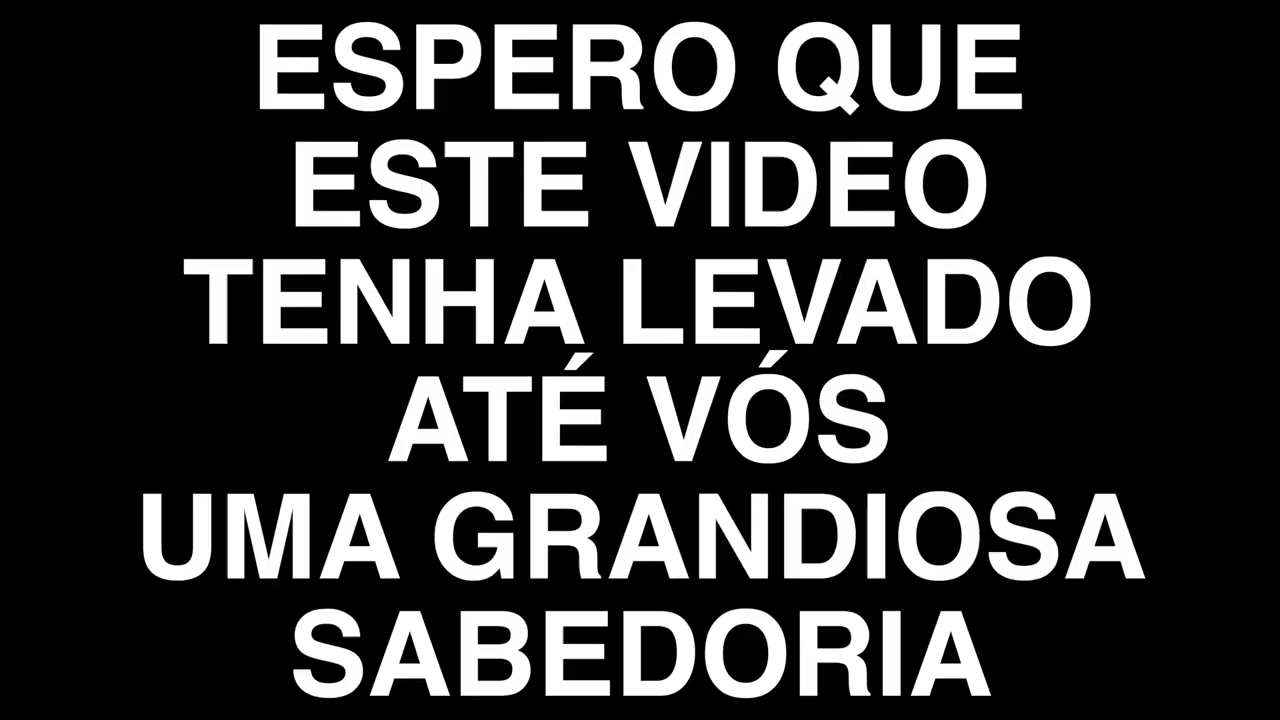 ESPERO QUE
ESTE VIDEO
TENHA LEVADO
ATÉ VÓS
UMA GRANDIOSA
SABEDORIA